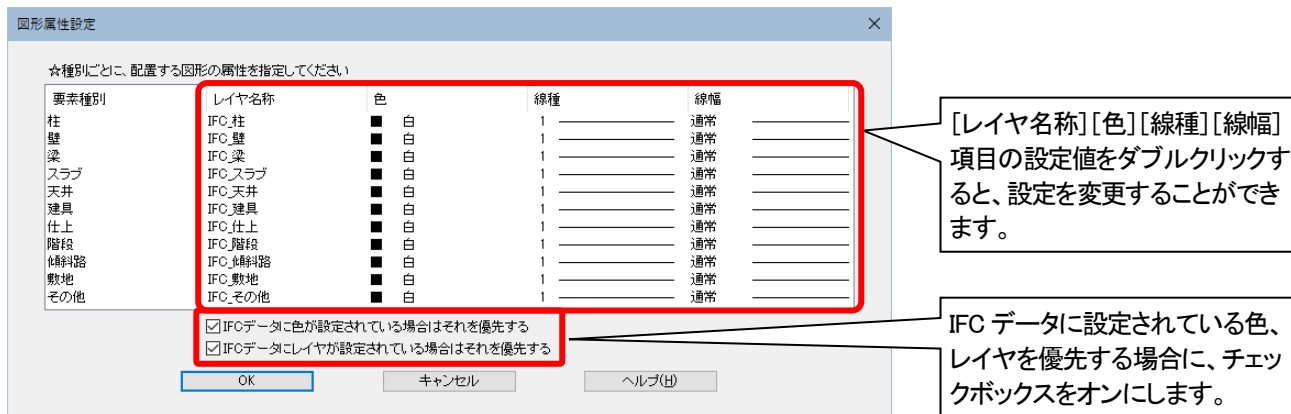 図形属性設定
☆種別ごとに、配置する図形の属性を指定してください
要素種別 レイヤ名称 色 線種 線幅
柱 IFC_柱 白 1 通常
壁 IFC_壁 白 1 通常
梁 IFC_梁 白 1 通常
スラブ IFC_スラブ 白 1 通常
天井 IFC_天井 白 1 通常
建具 IFC_建具 白 1 通常
仕上 IFC_仕上 白 1 通常
階段 IFC_階段 白 1 通常
傾斜路 IFC_傾斜路 白 1 通常
敷地 IFC_敷地 白 1 通常
その他 IFC_その他 白 1 通常
IFCデータに色が設定されている場合はそれを優先する
IFCデータにレイヤが設定されている場合はそれを優先する
OK キャンセル ヘルプ(H)
[レイヤ名称][色][線種][線幅]
項目の設定値をダブルクリックす
ると、設定を変更することができ
ます。
IFC データに設定されている色、
レイヤを優先する場合に、チェッ
クボックスをオンにします。